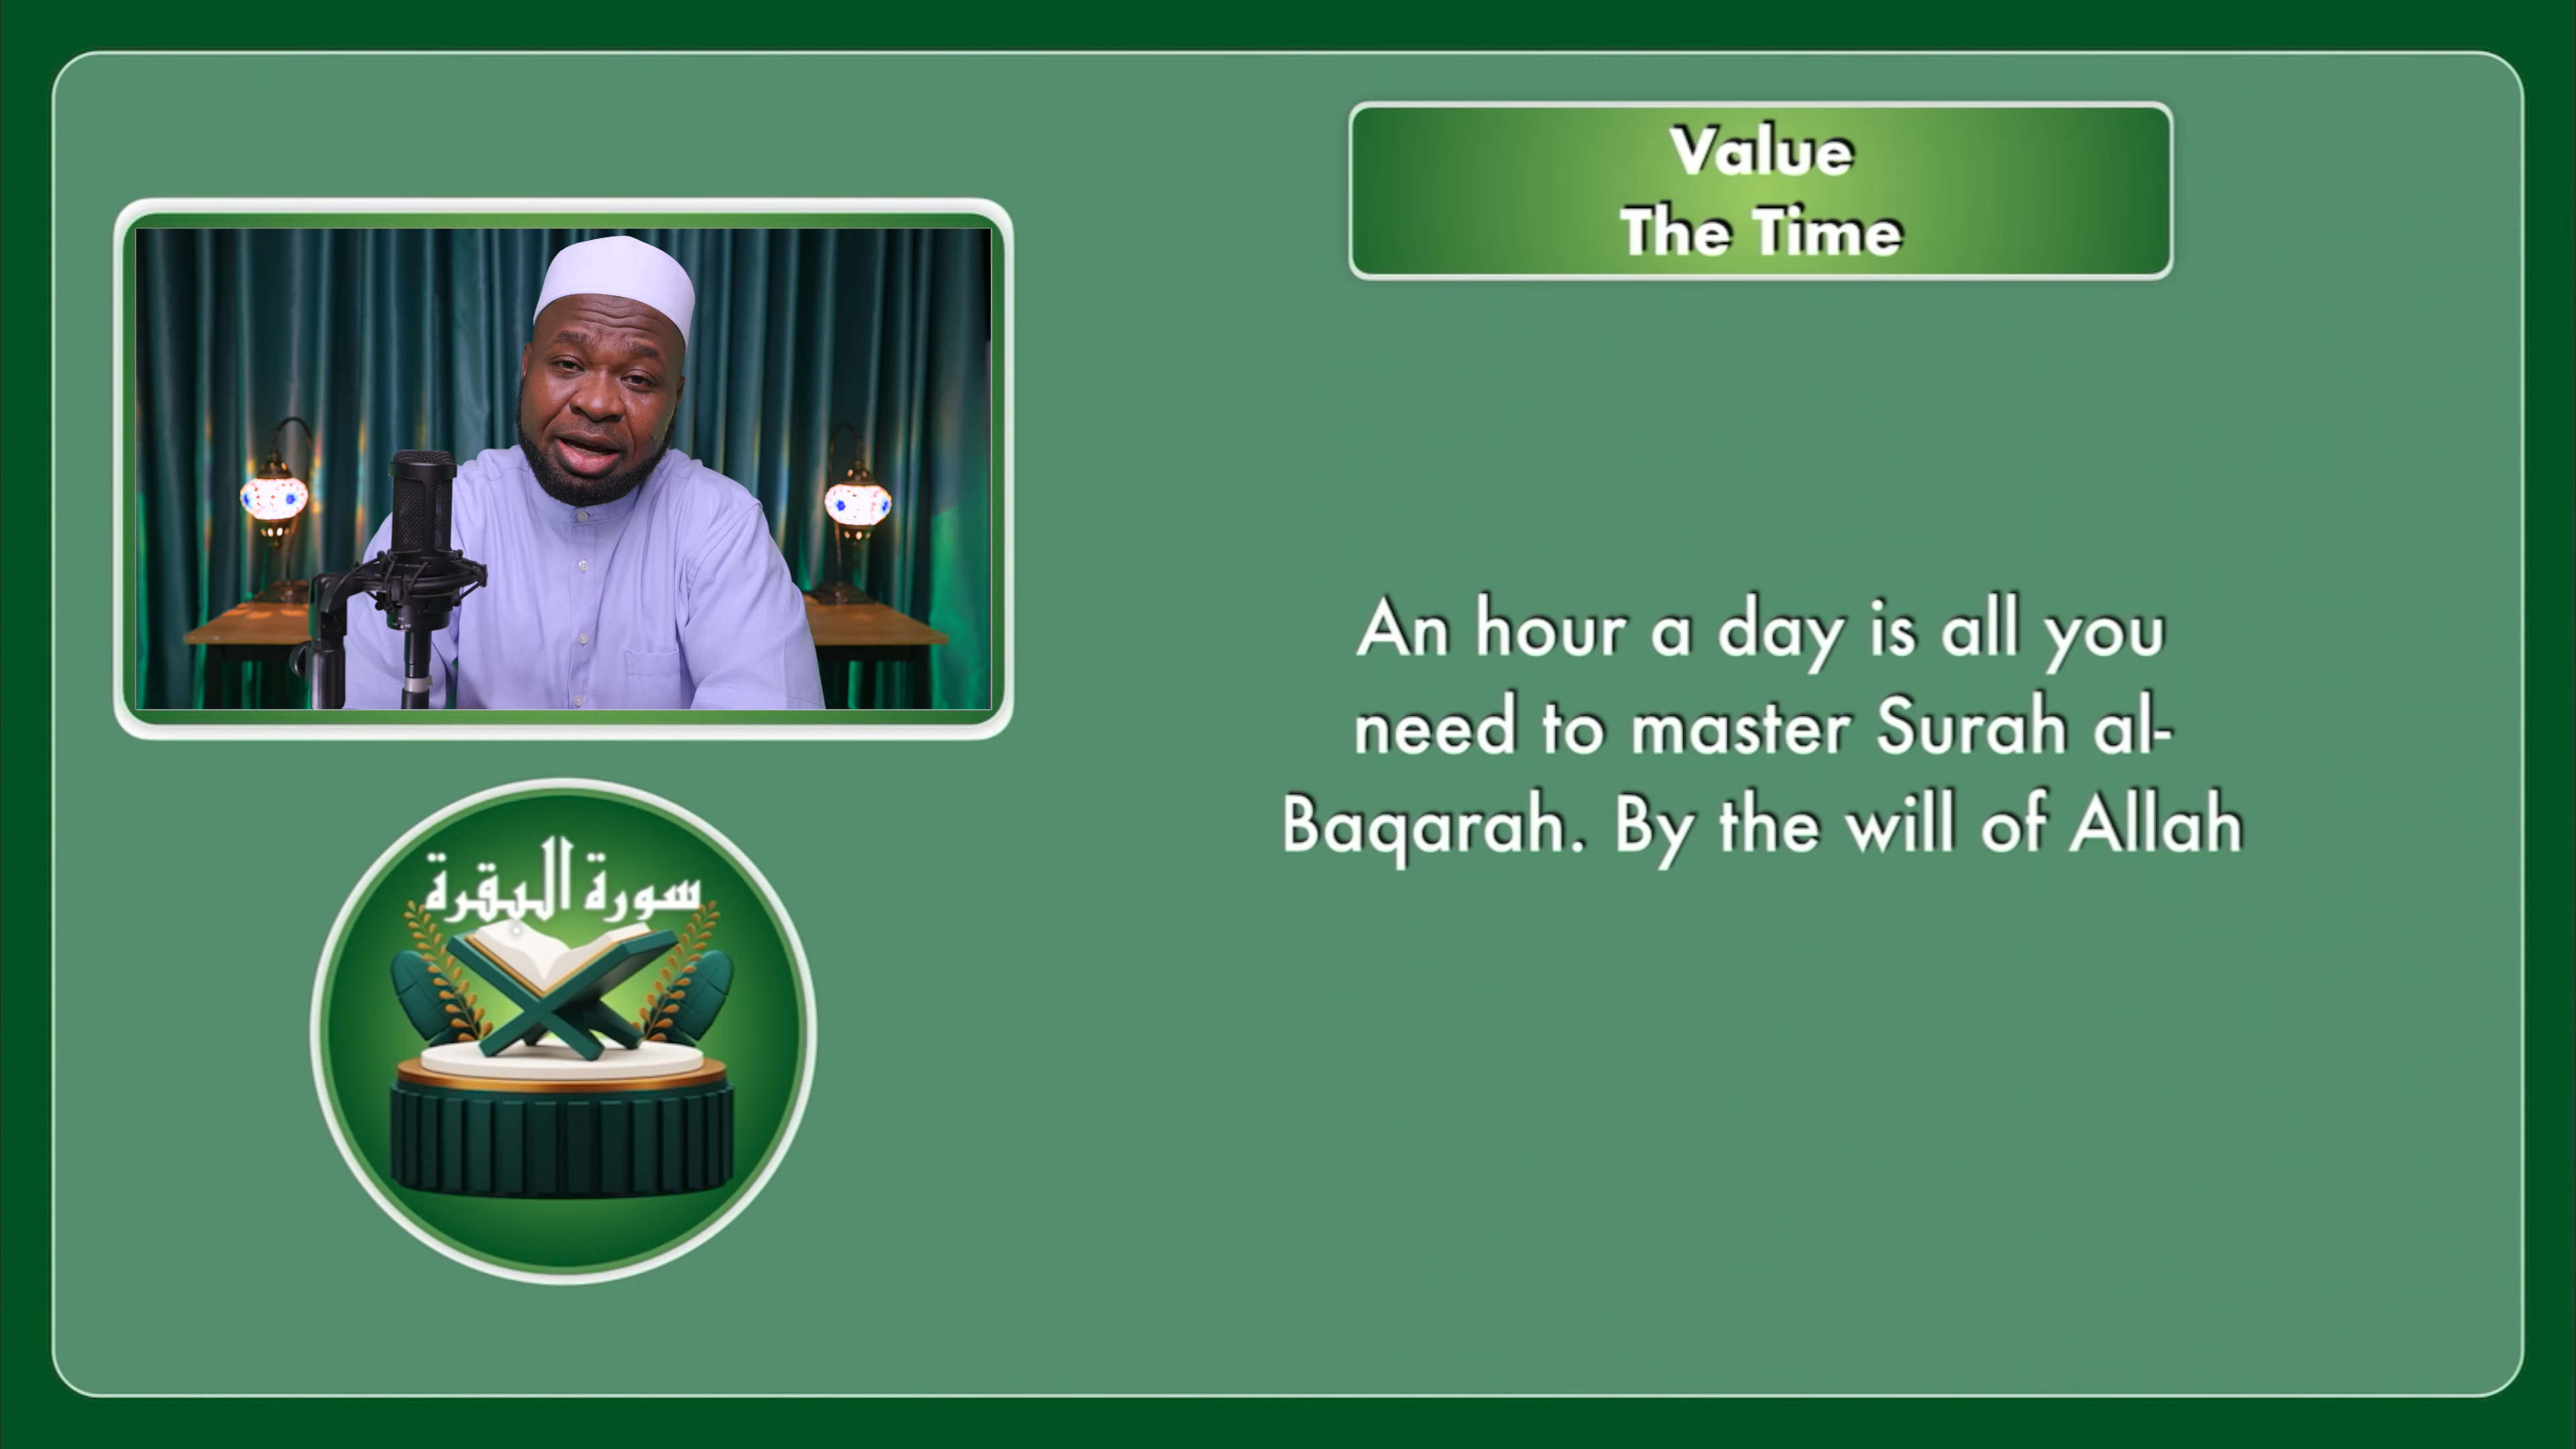 Value
The Time
An hour a day is all you
need to master Surah al-
Baqarah. By the will of Allah
سورة البقرة